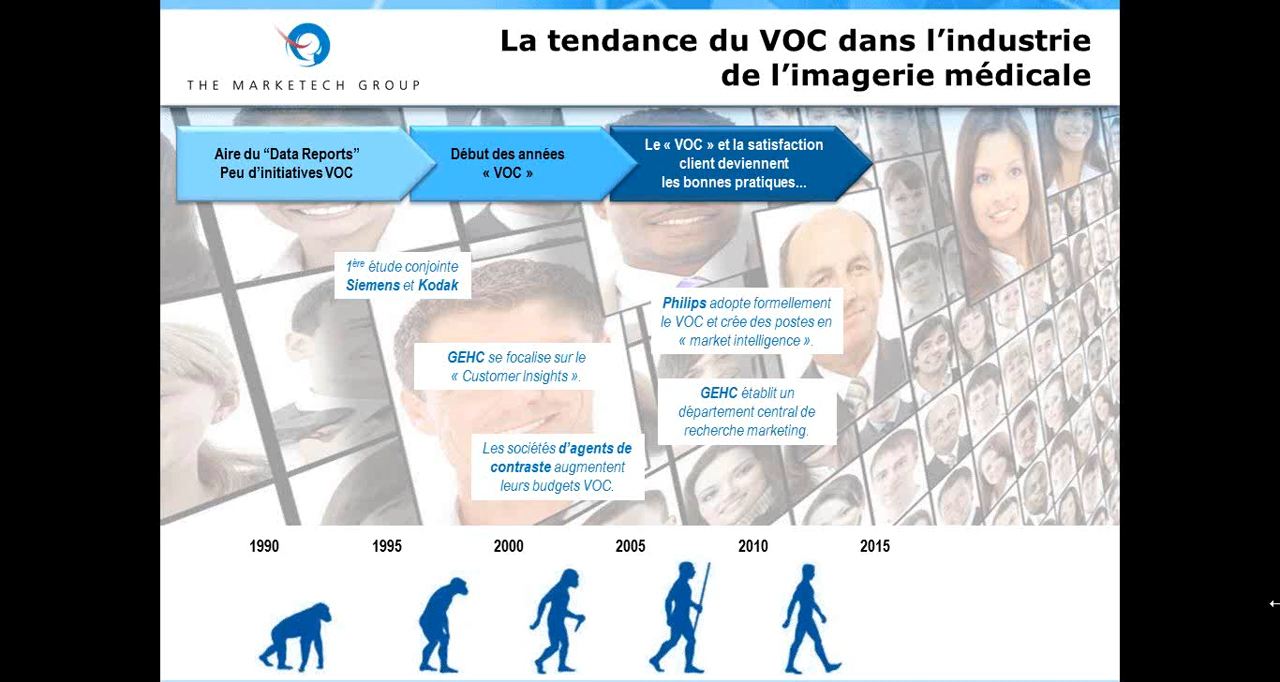 La tendance du VOC dans l’industrie
de l’imagerie médicale
THE MARKETECH GROUP
Aire du “Data Reports”
Peu d’initiatives VOC
Début des années
« VOC »
Le « VOC » et la satisfaction
client deviennent
les bonnes pratiques...
1ère étude conjointe
Siemens et Kodak
Philips adopte formellement
le VOC et crée des postes en
« market intelligence ».
GEHC se focalise sur le
« Customer Insights ».
GEHC établit un
département central de
recherche marketing.
Les sociétés d’agents de
contraste augmentent
leurs budgets VOC.
1990 1995 2000 2005 2010 2015